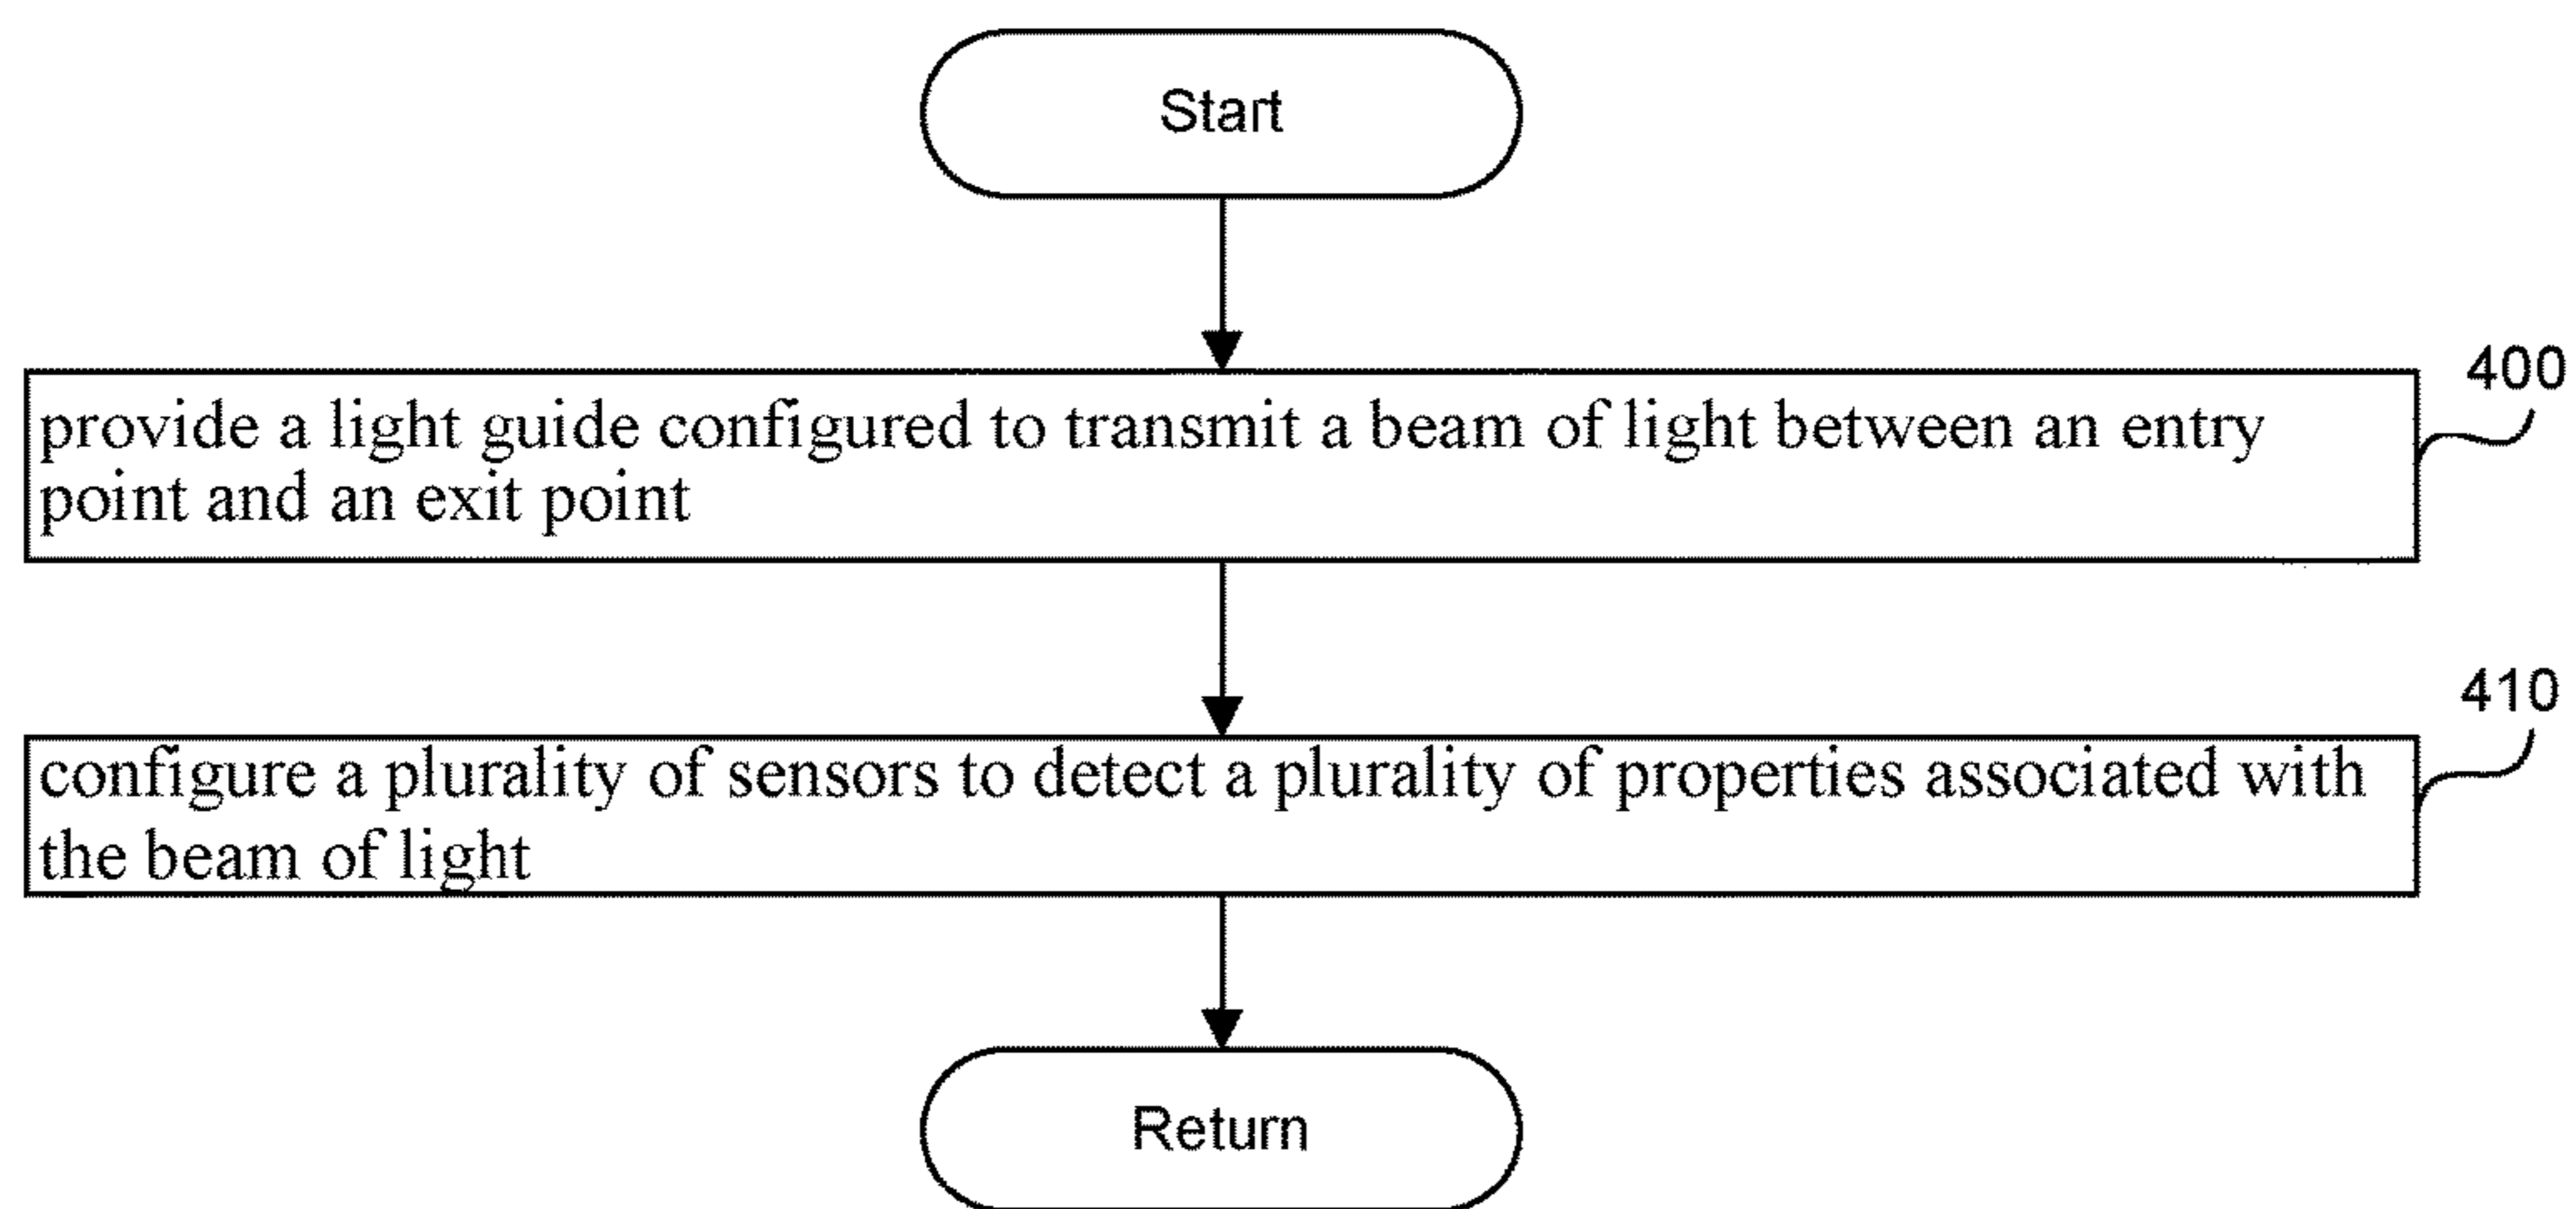 Start
400
provide a light guide configured to transmit a beam of light between an entry
point and an exit point
410
configure a plurality of sensors to detect a plurality of properties associated with
the beam of light
Return